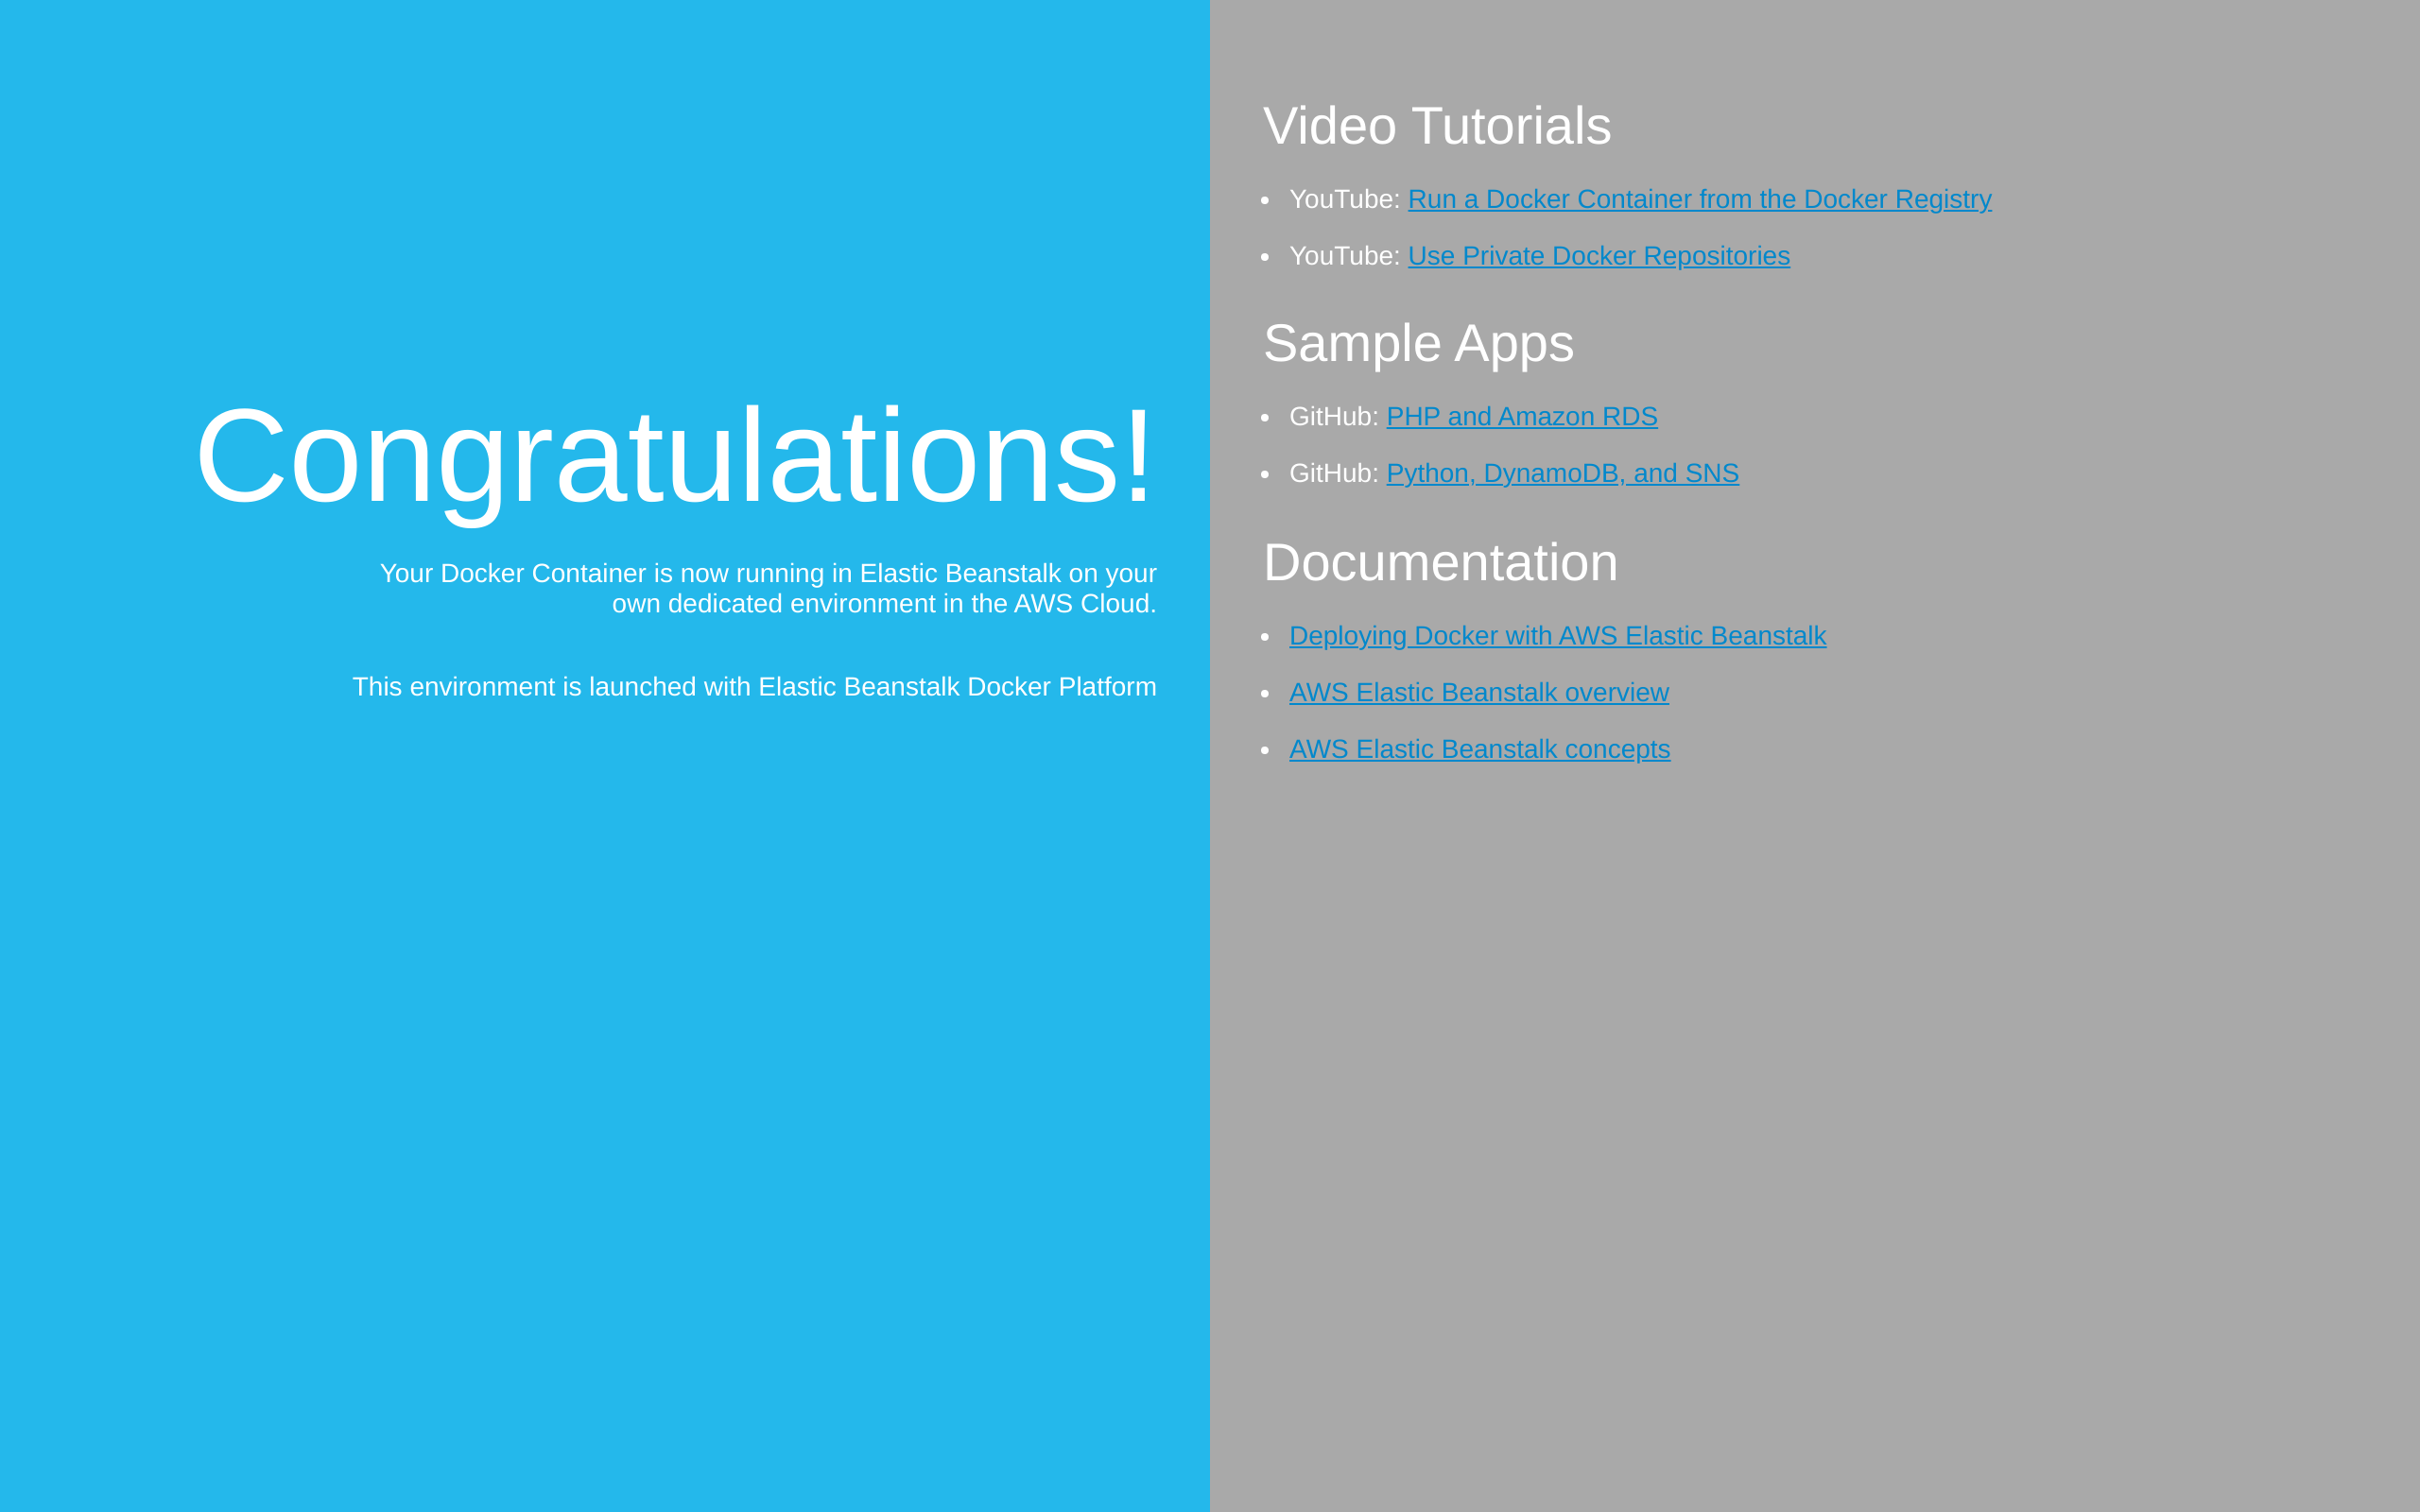 Congratulations!
Your Docker Container is now running in Elastic Beanstalk on your
own dedicated environment in the AWS Cloud.
This environment is launched with Elastic Beanstalk Docker Platform
Video Tutorials
YouTube: Run a Docker Container from the Docker Registry
YouTube: Use Private Docker Repositories
Sample Apps
GitHub: PHP and Amazon RDS
GitHub: Python, DynamoDB, and SNS
Documentation
Deploying Docker with AWS Elastic Beanstalk
AWS Elastic Beanstalk overview
AWS Elastic Beanstalk concepts